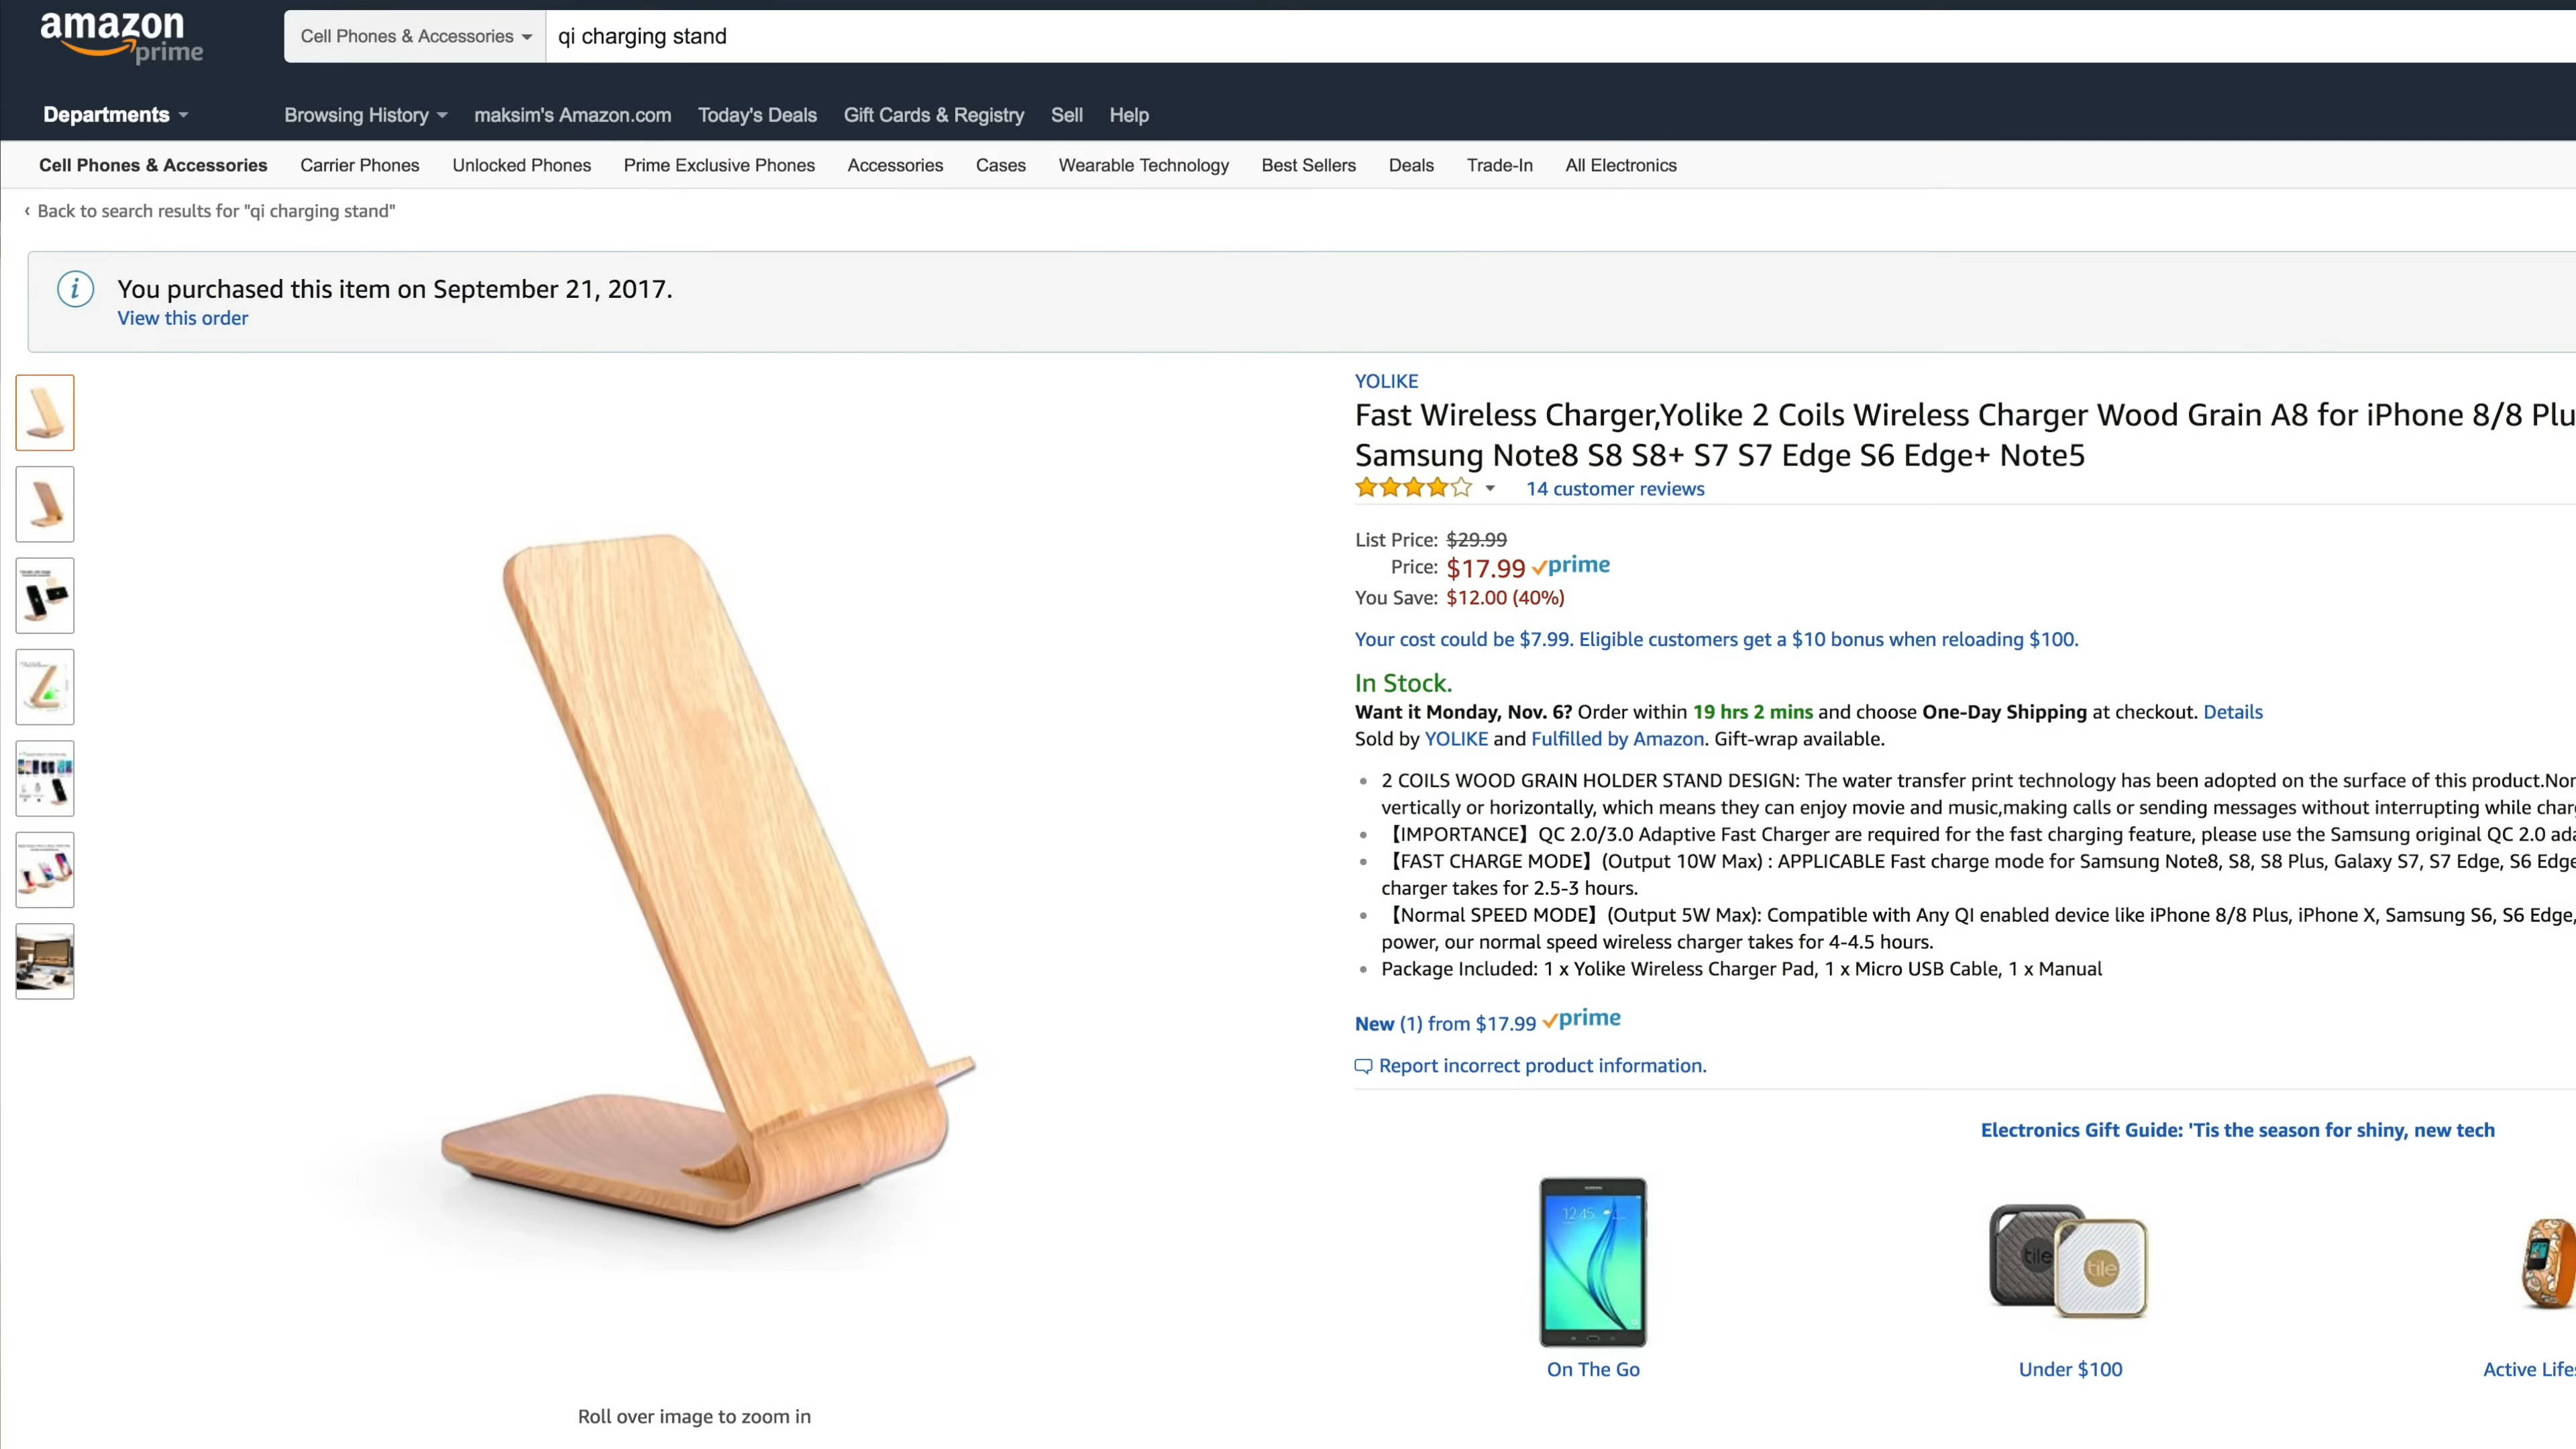 amazon
prime
Cell Phones & Accessories
qi charging stand
Departments
Browsing History
maksim's Amazon.com
Today's Deals
Gift Cards & Registry
Sell
Help
Cell Phones & Accessories
Carrier Phones
Unlocked Phones
Prime Exclusive Phones
Accessories
Cases
Wearable Technology
Best Sellers
Deals
Trade-In
All Electronics
‹ Back to search results for "qi charging stand"
i
You purchased this item on September 21, 2017.
View this order
YOLIKE
Fast Wireless Charger,Yolike 2 Coils Wireless Charger Wood Grain A8 for iPhone 8/8 Plu
Samsung Note8 S8 S8+ S7 S7 Edge S6 Edge+ Note5
14 customer reviews
List Price: $29.99
Price: $17.99 prime
You Save: $12.00 (40%)
Your cost could be $7.99. Eligible customers get a $10 bonus when reloading $100.
In Stock.
Want it Monday, Nov. 6? Order within 19 hrs 2 mins and choose One-Day Shipping at checkout. Details
Sold by YOLIKE and Fulfilled by Amazon. Gift-wrap available.
• 2 COILS WOOD GRAIN HOLDER STAND DESIGN: The water transfer print technology has been adopted on the surface of this product.Nor
vertically or horizontally, which means they can enjoy movie and music,making calls or sending messages without interrupting while char
• 【IMPORTANCE】QC 2.0/3.0 Adaptive Fast Charger are required for the fast charging feature, please use the Samsung original QC 2.0 ada
• 【FAST CHARGE MODE】(Output 10W Max) : APPLICABLE Fast charge mode for Samsung Note8, S8, S8 Plus, Galaxy S7, S7 Edge, S6 Edge
charger takes for 2.5-3 hours.
• 【Normal SPEED MODE】(Output 5W Max): Compatible with Any QI enabled device like iPhone 8/8 Plus, iPhone X, Samsung S6, S6 Edge,
power, our normal speed wireless charger takes for 4-4.5 hours.
• Package Included: 1 x Yolike Wireless Charger Pad, 1 x Micro USB Cable, 1 x Manual
New (1) from $17.99 prime
Report incorrect product information.
Electronics Gift Guide: 'Tis the season for shiny, new tech
12:45
tile
tile
On The Go
Under $100
Active Life
Roll over image to zoom in